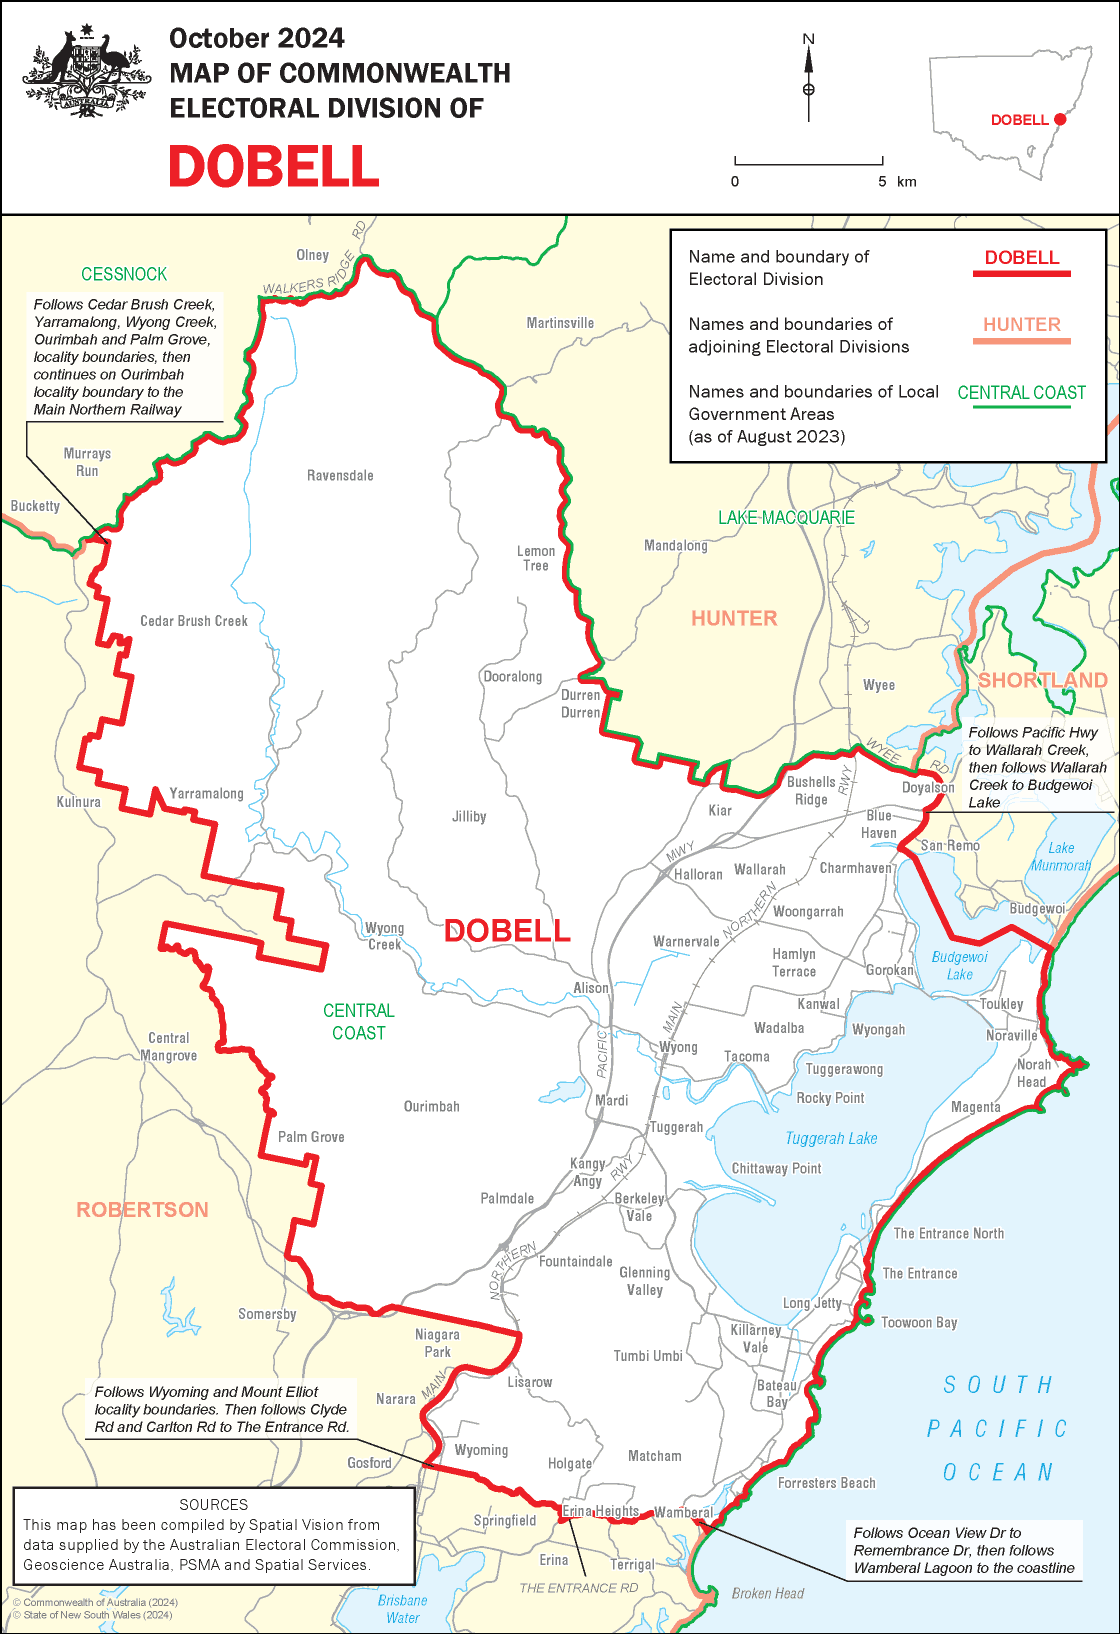 October 2024
MAP OF COMMONWEALTH
ELECTORAL DIVISION OF
DOBELL
AUSTRALIA
N
0 5 km
DOBELL
Name and boundary of
Electoral Division
DOBELL
Names and boundaries of
adjoining Electoral Divisions
HUNTER
Names and boundaries of Local
Government Areas
(as of August 2023)
CENTRAL COAST
CESSNOCK
Olney
WALKERS RIDGE RD
Follows Cedar Brush Creek,
Yarramalong, Wyong Creek,
Ourimbah and Palm Grove,
locality boundaries, then
continues on Ourimbah
locality boundary to the
Main Northern Railway
Martinsville
Murrays
Run
Ravensdale
Bucketty
LAKE MACQUARIE
Mandalong
Lemon
Tree
Cedar Brush Creek
HUNTER
Dooralong
Durren
Durren
Wyee
SHORTLAND
Follows Pacific Hwy
to Wallarah Creek,
then follows Wallarah
Creek to Budgewoi
Lake
WYEE RD
RWY
Bushells
Ridge
Doyalson
Kulnura
Yarramalong
Jilliby
Kiar
Blue
Haven
San Remo
Lake
Munmorah
MWY
Halloran
Wallarah
Charmhaven
NORTHERN
Woongarrah
Budgewoi
DOBELL
Wyong
Creek
Warnervale
Hamlyn
Terrace
Gorokan
Budgewoi
Lake
Alison
Kanwal
Toukley
CENTRAL
COAST
MAIN
Wadalba
Wyongah
Noraville
Central
Mangrove
PACIFIC
Wyong
Tacoma
Tuggerawong
Norah
Head
Rocky Point
Ourimbah
Mardi
Magenta
Palm Grove
Tuggerah
Tuggerah Lake
Kangy
Angy
RWY
Chittaway Point
ROBERTSON
Palmdale
Berkeley
Vale
The Entrance North
NORTHERN
Fountaindale
Glenning
Valley
The Entrance
Somersby
Long Jetty
Toowoon Bay
Niagara
Park
Killarney
Vale
Tumbi Umbi
Follows Wyoming and Mount Elliot
locality boundaries. Then follows Clyde
Rd and Carlton Rd to The Entrance Rd.
Narara
MAIN
Lisarow
Bateau
Bay
SOUTH
PACIFIC
OCEAN
Gosford
Wyoming
Holgate
Matcham
Forresters Beach
SOURCES
This map has been compiled by Spatial Vision from
data supplied by the Australian Electoral Commission,
Geoscience Australia, PSMA and Spatial Services.
Springfield
Erina Heights
Wamberal
Follows Ocean View Dr to
Remembrance Dr, then follows
Wamberal Lagoon to the coastline
Erina
Terrigal
THE ENTRANCE RD
Broken Head
Brisbane
Water
© Commonwealth of Australia (2024)
© State of New South Wales (2024)